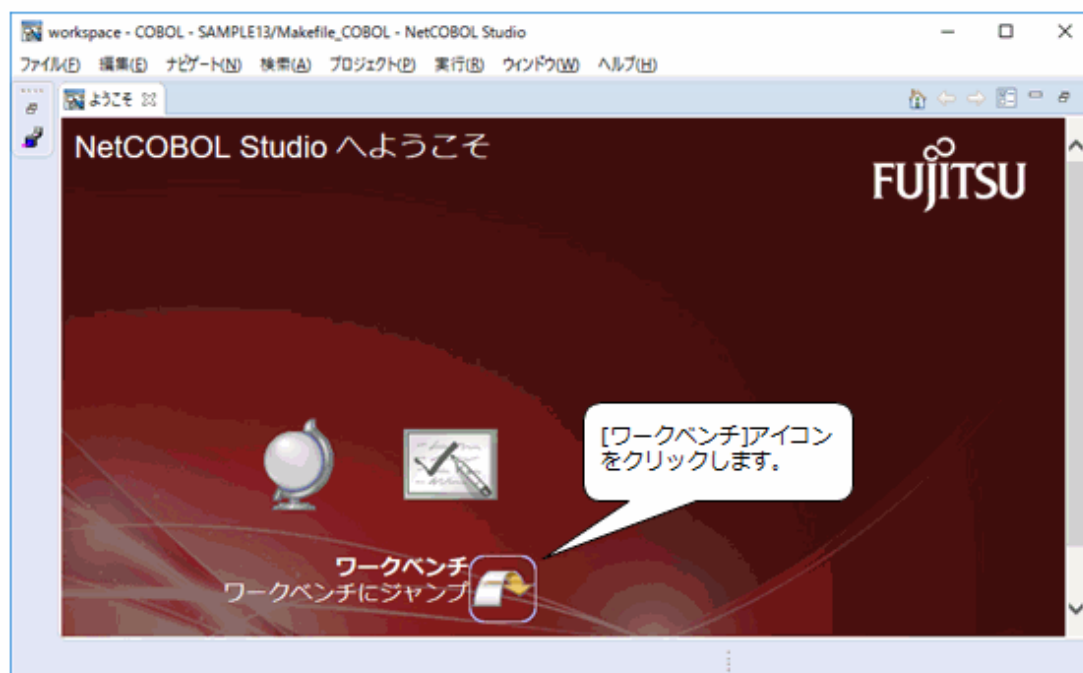 workspace - COBOL - SAMPLE13/Makefile_COBOL - NetCOBOL Studio
ファイル(F) 編集(E) ナビゲート(N) 検索(A) プロジェクト(P) 実行(R) ウィンドウ(W) ヘルプ(H)
ようこそ
NetCOBOL Studio へようこそ
FUJITSU
[ワークベンチ]アイコン
をクリックします。
ワークベンチ
ワークベンチにジャンプ